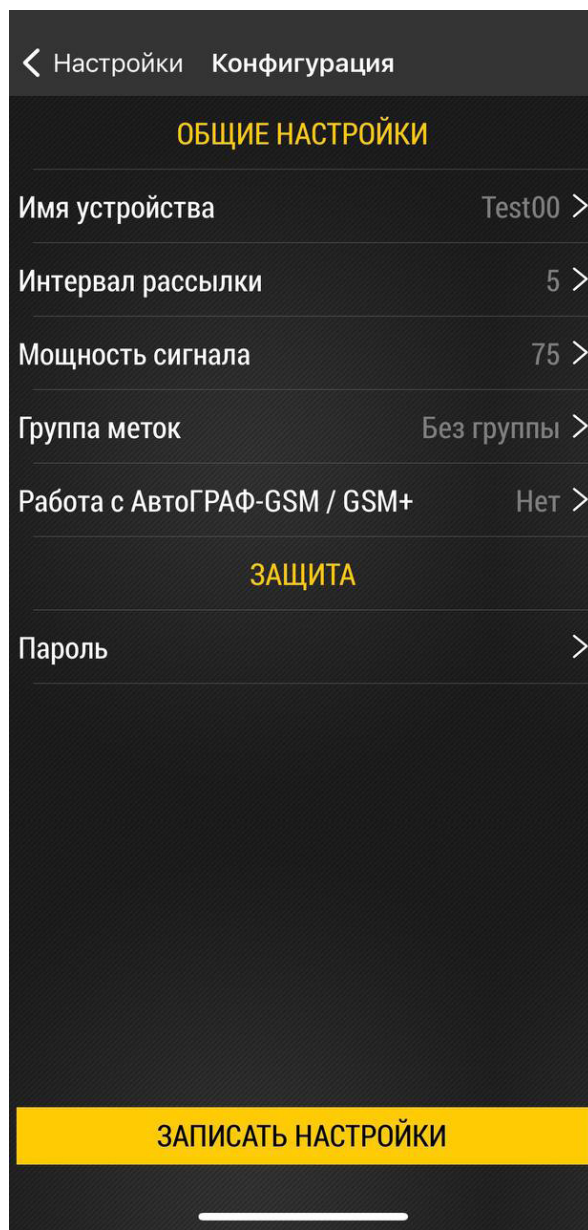 Настройки Конфигурация
ОБЩИЕ НАСТРОЙКИ
Имя устройства Test00
Интервал рассылки 5
Мощность сигнала 75
Группа меток Без группы
Работа с АвтоГРАФ-GSM / GSM+ Нет
ЗАЩИТА
Пароль
ЗАПИСАТЬ НАСТРОЙКИ